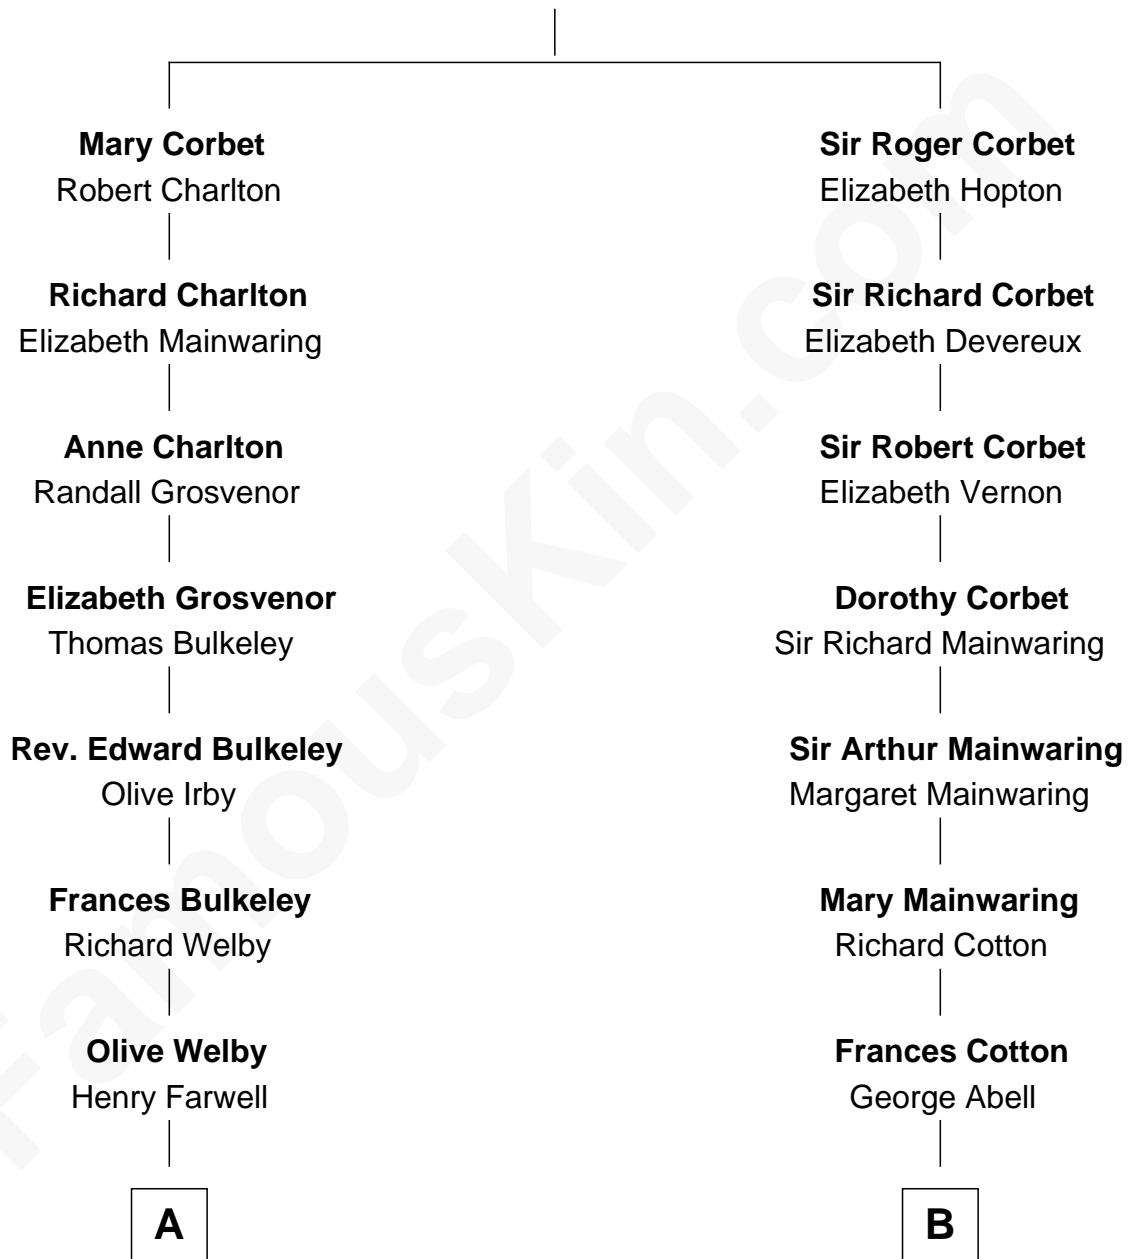 Mary Corbet
Robert Charlton
Richard Charlton
Elizabeth Mainwaring
Anne Charlton
Randall Grosvenor
Elizabeth Grosvenor
Thomas Bulkeley
Rev. Edward Bulkeley
Olive Irby
Frances Bulkeley
Richard Welby
Olive Welby
Henry Farwell
A
Sir Roger Corbet
Elizabeth Hopton
Sir Richard Corbet
Elizabeth Devereux
Sir Robert Corbet
Elizabeth Vernon
Dorothy Corbet
Sir Richard Mainwaring
Sir Arthur Mainwaring
Margaret Mainwaring
Mary Mainwaring
Richard Cotton
Frances Cotton
George Abell
B
FamousKin.com